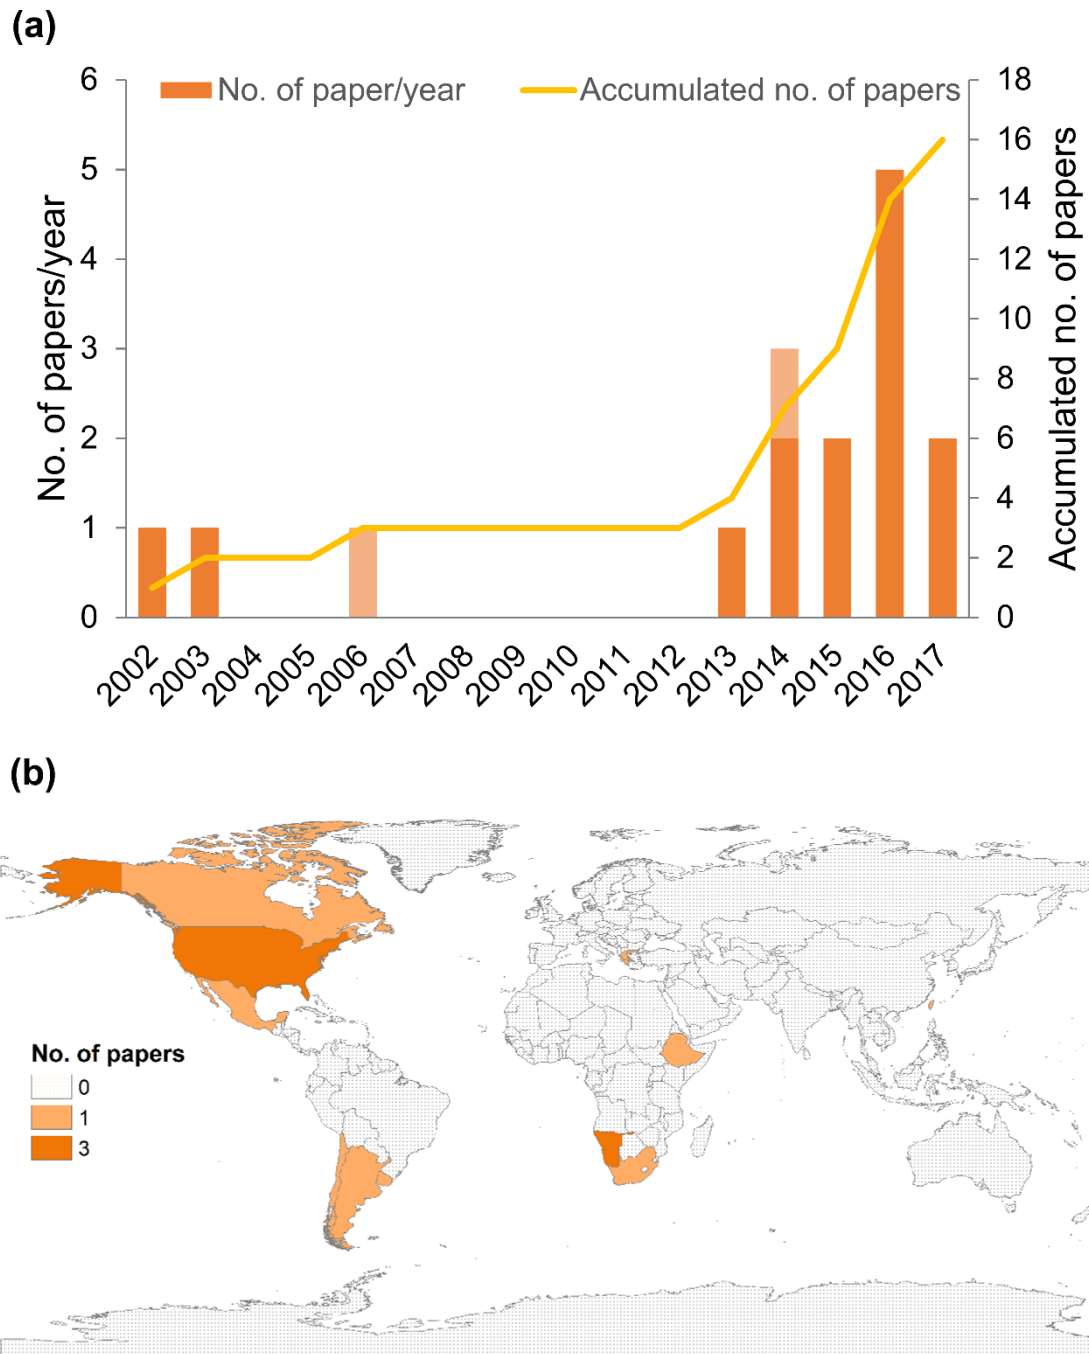 (a)
No. of paper/year
Accumulated no. of papers
No. of papers/year
6
5
4
3
2
1
0
Accumulated no. of papers
18
16
14
12
10
8
6
4
2
0
2002 2003 2004 2005 2006 2007 2008 2009 2010 2011 2012 2013 2014 2015 2016 2017
(b)
No. of papers
0
1
3